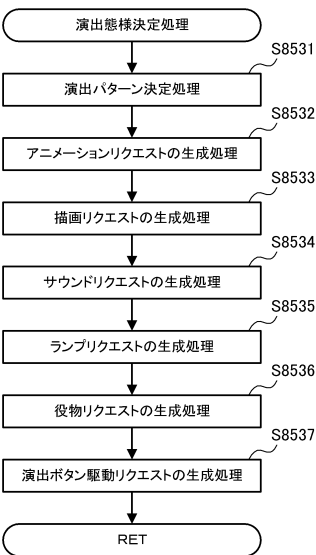 演出態様決定処理
S8531
演出パターン決定処理
S8532
アニメーションリクエストの生成処理
S8533
描画リクエストの生成処理
S8534
サウンドリクエストの生成処理
S8535
ランプリクエストの生成処理
S8536
役物リクエストの生成処理
S8537
演出ボタン駆動リクエストの生成処理
RET